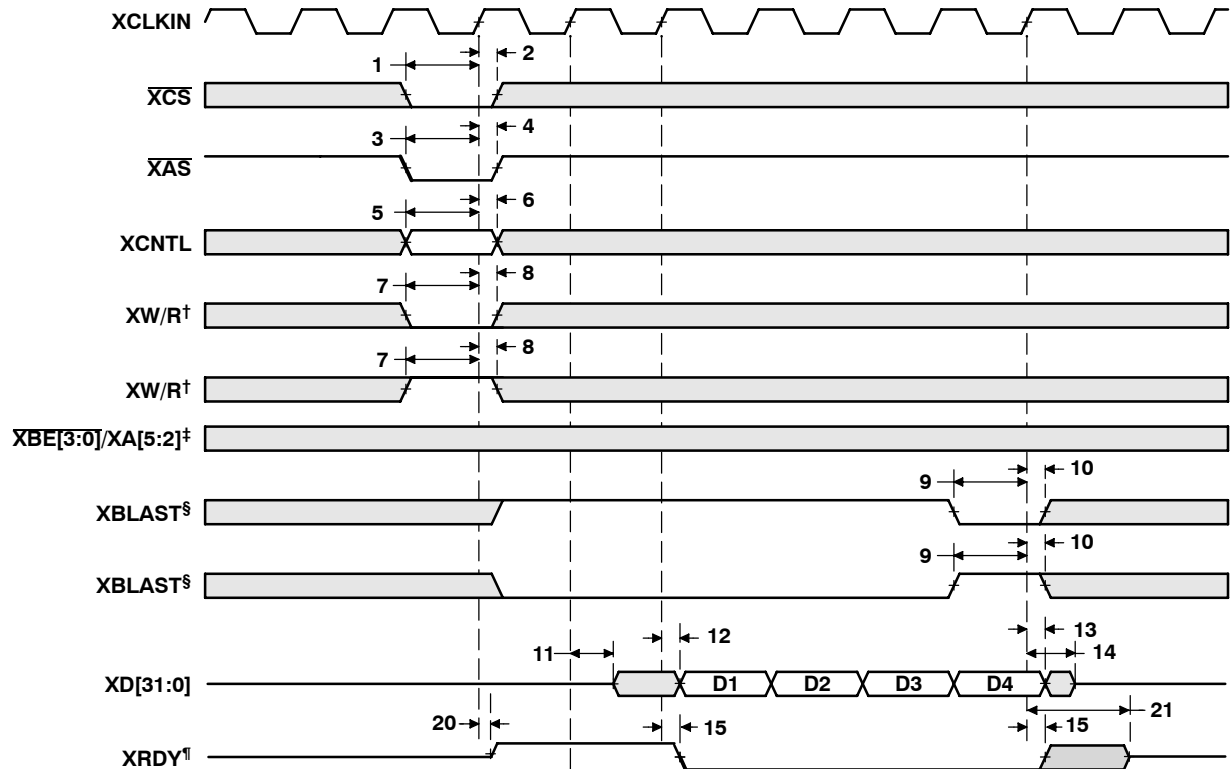 XCLKIN
1
2
XCS
3
4
XAS
5
6
XCNTL
7
8
XW/R†
7
8
XW/R†
XBE[3:0]/XA[5:2]‡
9
10
XBLAST§
9
10
XBLAST§
11
12
13
14
XD[31:0]
D1 D2 D3 D4
20
15
15
21
XRDY¶